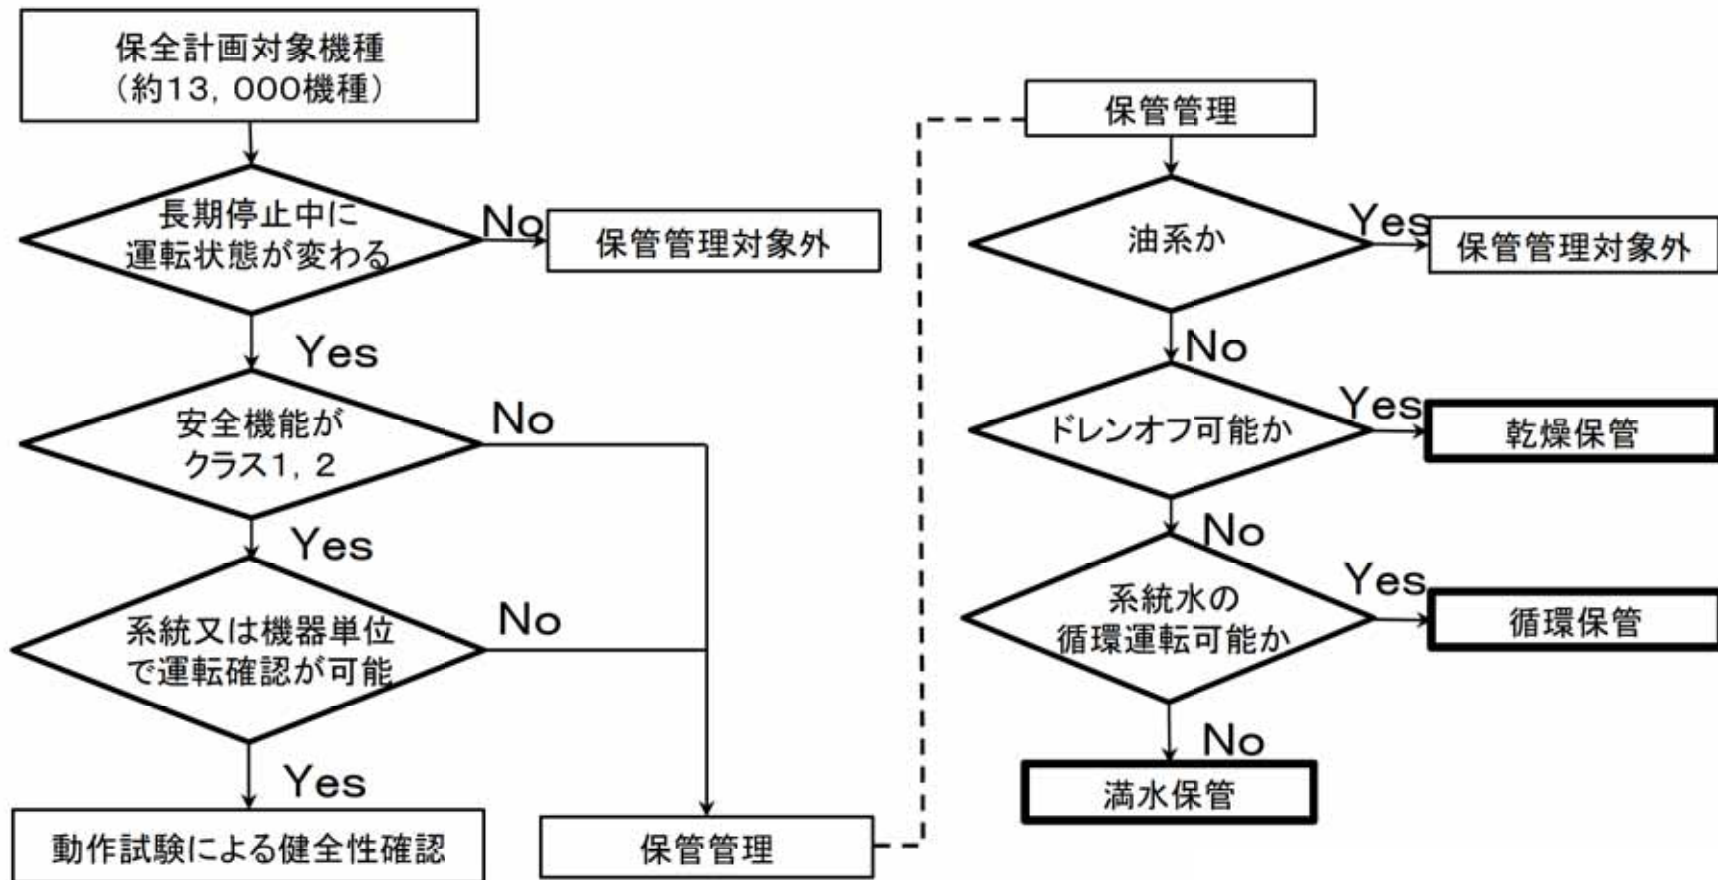 保全計画対象機種
（約１３，０００機種）
長期停止中に
運転状態が変わる
No
保管管理対象外
Yes
安全機能が
クラス１，２
No
Yes
系統又は機器単位
で運転確認が可能
No
Yes
動作試験による健全性確認
保管管理
保管管理
油系か
Yes
保管管理対象外
No
ドレンオフ可能か
Yes
乾燥保管
No
系統水の
循環運転可能か
Yes
循環保管
No
満水保管